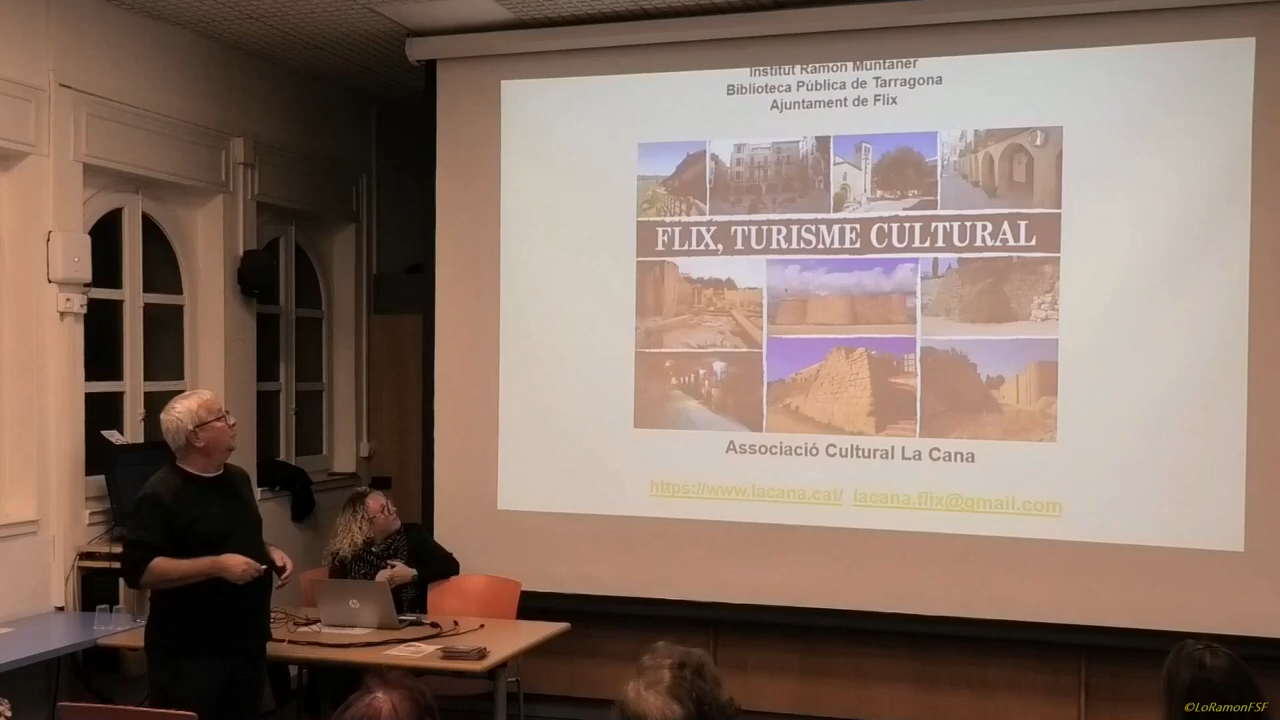 Institut Ramon Muntaner
Biblioteca Pública de Tarragona
Ajuntament de Flix
FLIX, TURISME CULTURAL
Associació Cultural La Cana
https://www.lacana.cat/ lacana.flix@gmail.com
hp
©LoRamonFSF